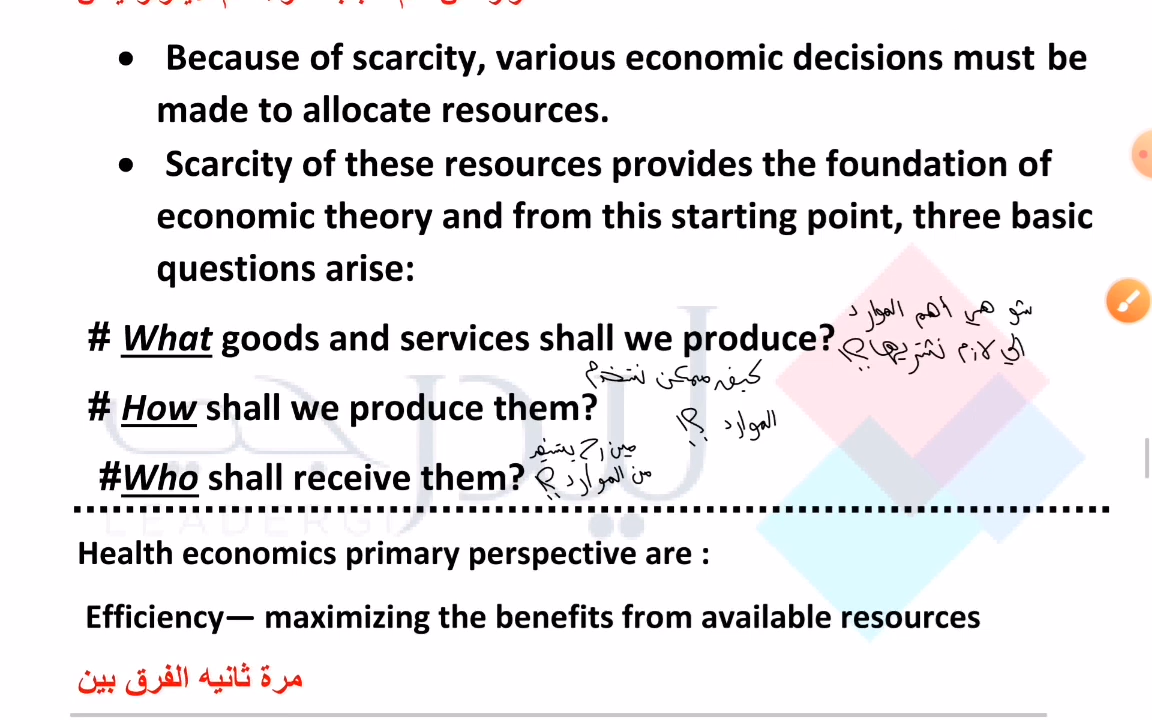 • Because of scarcity, various economic decisions must be
made to allocate resources.
• Scarcity of these resources provides the foundation of
economic theory and from this starting point, three basic
questions arise:
# What goods and services shall we produce?
شو هي اهم الموارد
الي لازم نشتريها؟!
# How shall we produce them?
كيف ممكن نستخدم
الموارد ؟!
#Who shall receive them?
مين رح يستفيد
من الموارد؟!
LEADERGI
Health economics primary perspective are :
Efficiency— maximizing the benefits from available resources
مرة ثانيه الفرق بين